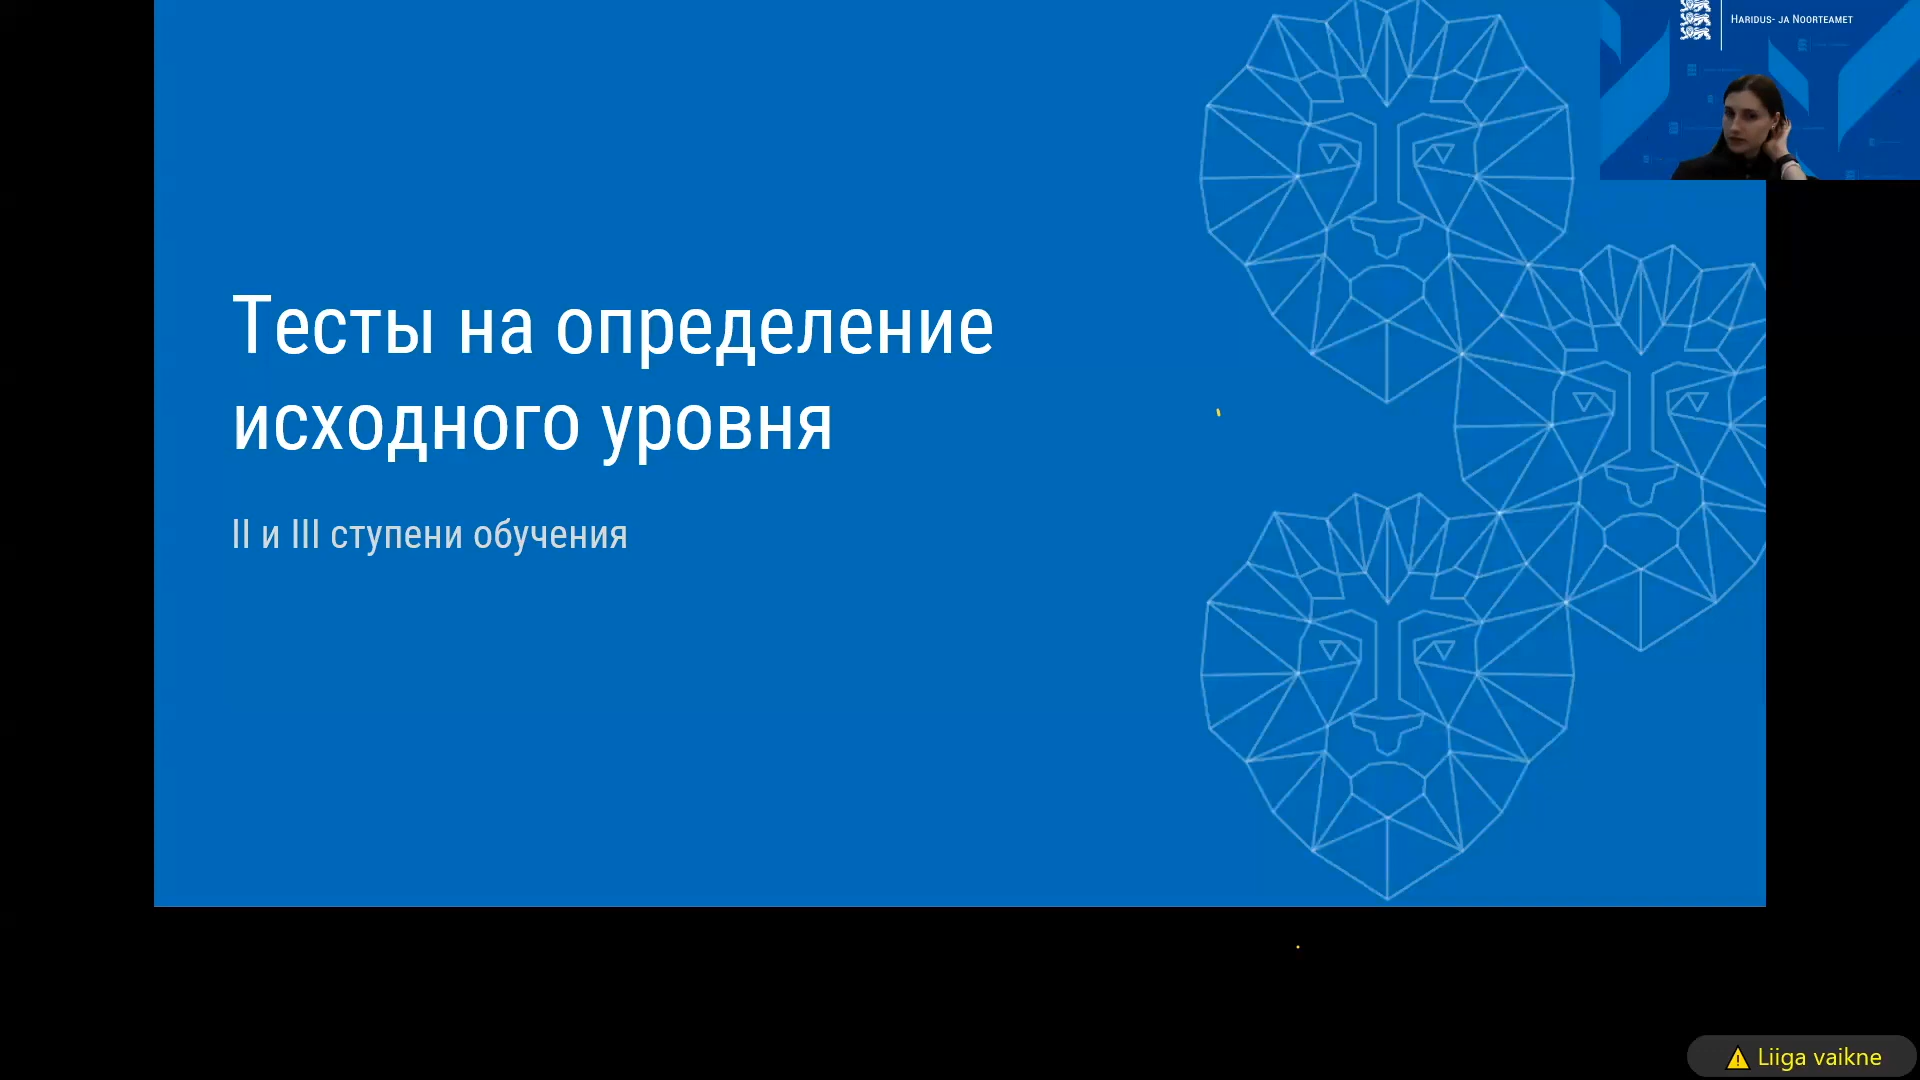 HARIDUS- JA NOORTEAMET
Тесты на определение
исходного уровня
II и III ступени обучения
Liiga vaikne